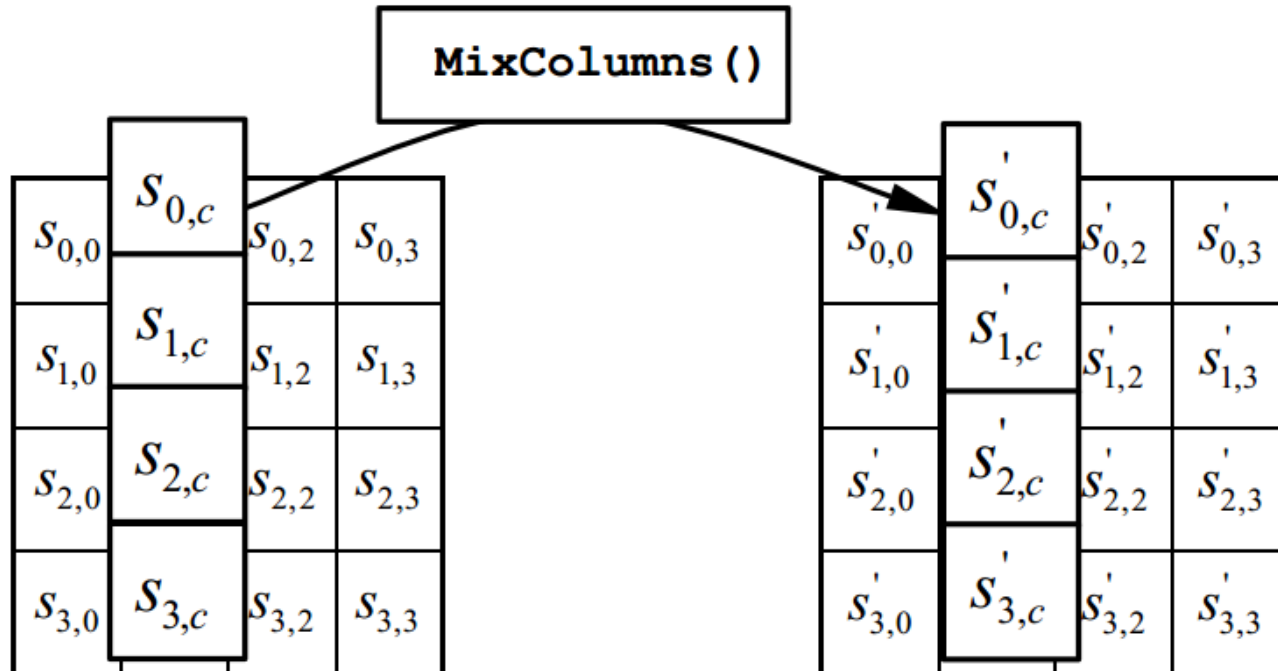 MixColumns()
s0,c s'0,c
s0,0 s0,2 s0,3 s'0,0 s'0,2 s'0,3
s1,c s'1,c
s1,0 s1,2 s1,3 s'1,0 s'1,2 s'1,3
s2,c s'2,c
s2,0 s2,2 s2,3 s'2,0 s'2,2 s'2,3
s3,c s'3,c
s3,0 s3,2 s3,3 s'3,0 s'3,2 s'3,3